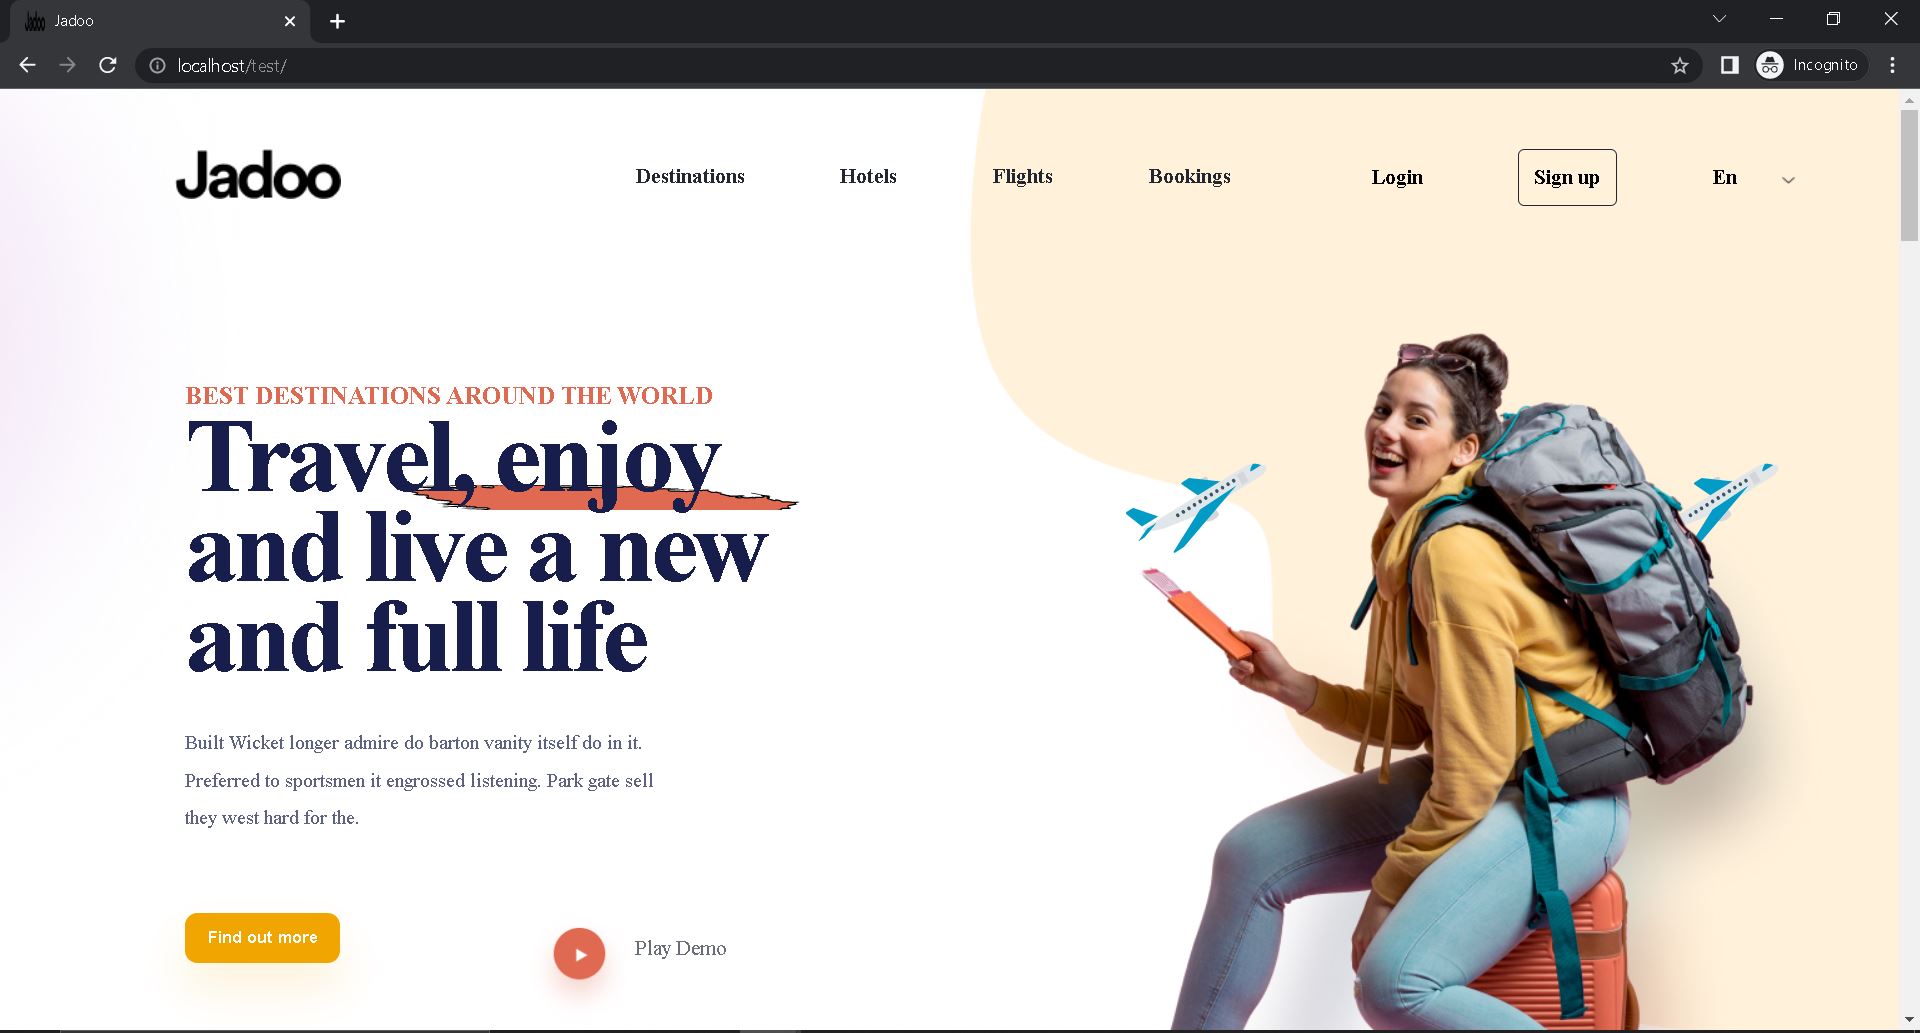 Jadoo
localhost/test/
Incognito
Jadoo
Destinations
Hotels
Flights
Bookings
Login
Sign up
En
BEST DESTINATIONS AROUND THE WORLD
Travel, enjoy
and live a new
and full life
Built Wicket longer admire do barton vanity itself do in it.
Preferred to sportsmen it engrossed listening. Park gate sell
they west hard for the.
Find out more
Play Demo